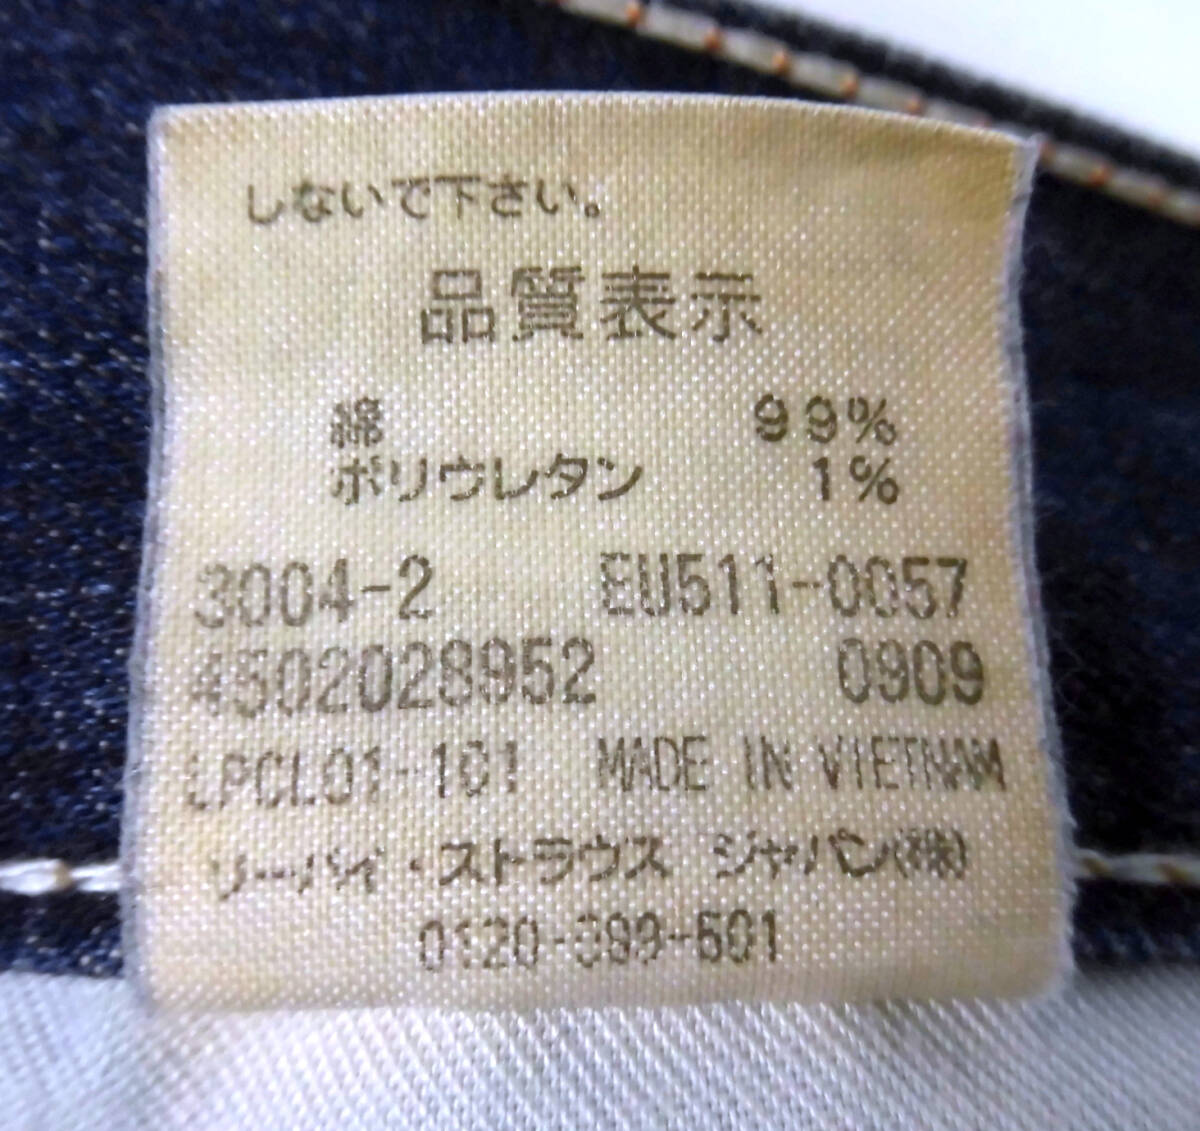 しないで下さい。
品質表示
綿 99%
ポリウレタン 1%
3004-2 EU511-0057
4502028952 0909
LPCL01-101 MADE IN VIETNAM
リーバイ・ストラウス ジャパン(株)
0120-099-501